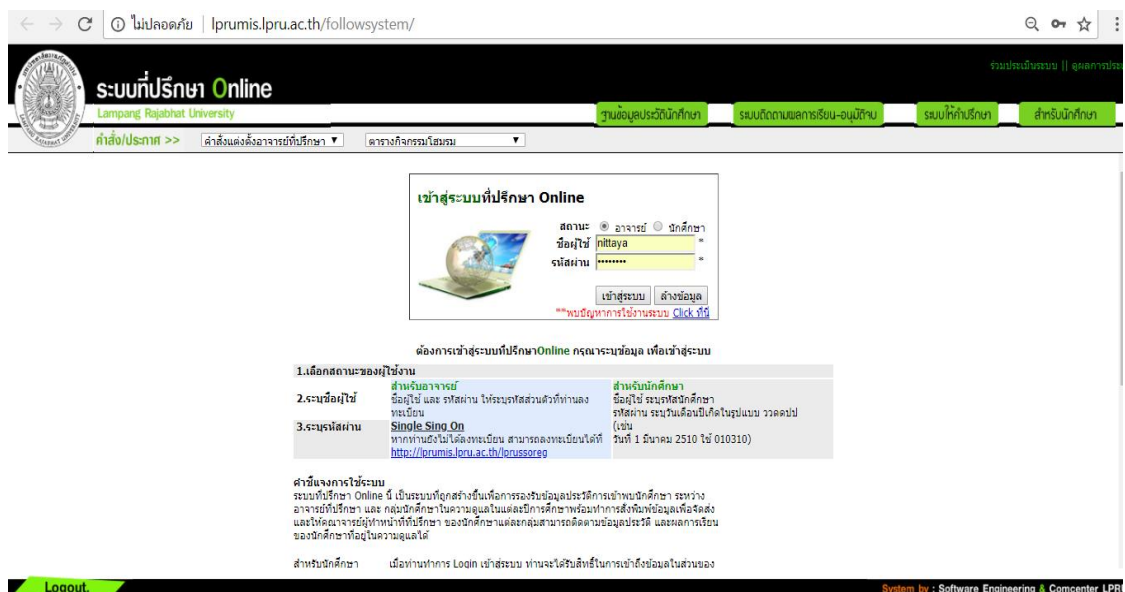 ไม่ปลอดภัย | lprumis.lpru.ac.th/followsystem/
ร่วมประเมินระบบ || ดูผลการประเ
ระบบที่ปรึกษา Online
Lampang Rajabhat University
ฐานข้อมูลประวัตินักศึกษา ระบบติดตามผลการเรียน-อนุมัติจบ ระบบให้คำปรึกษา สำหรับนักศึกษา
คำสั่ง/ประกาศ >> คำสั่งแต่งตั้งอาจารย์ที่ปรึกษา ▼ ตารางกิจกรรมโฮมรูม ▼
เข้าสู่ระบบที่ปรึกษา Online
สถานะ อาจารย์ นักศึกษา
ชื่อผู้ใช้ nittaya *
รหัสผ่าน •••••••• *
เข้าสู่ระบบ ล้างข้อมูล
**พบปัญหาการใช้งานระบบ Click ที่นี่
ต้องการเข้าสู่ระบบที่ปรึกษาOnline กรุณาระบุข้อมูล เพื่อเข้าสู่ระบบ
1.เลือกสถานะของผู้ใช้งาน
2.ระบุชื่อผู้ใช้
3.ระบุรหัสผ่าน
สำหรับอาจารย์
ชื่อผู้ใช้ และ รหัสผ่าน ให้ระบุรหัสส่วนตัวที่ท่านลง
ทะเบียน
Single Sing On
หากท่านยังไม่ได้ลงทะเบียน สามารถลงทะเบียนได้ที่
http://lprumis.lpru.ac.th/lprussoreg
สำหรับนักศึกษา
ชื่อผู้ใช้ ระบุรหัสนักศึกษา
รหัสผ่าน ระบุวันเดือนปีเกิดในรูปแบบ ววดดปป
(เช่น
วันที่ 1 มีนาคม 2510 ใช้ 010310)
คำชี้แจงการใช้ระบบ
ระบบที่ปรึกษา Online นี้ เป็นระบบที่ถูกสร้างขึ้นเพื่อการรองรับข้อมูลประวัติการเข้าพบนักศึกษา ระหว่าง
อาจารย์ที่ปรึกษา และ กลุ่มนักศึกษาในความดูแลในแต่ละปีการศึกษาพร้อมทำการสั่งพิมพ์ข้อมูลเพื่อจัดส่ง
และให้คณาจารย์ผู้ทำหน้าที่ที่ปรึกษา ของนักศึกษาแต่ละกลุ่มสามารถติดตามข้อมูลประวัติ และผลการเรียน
ของนักศึกษาที่อยู่ในความดูแลได้
สำหรับนักศึกษา เมื่อท่านทำการ Login เข้าสู่ระบบ ท่านจะได้รับสิทธิ์ในการเข้าถึงข้อมูลในส่วนของ
Logout.
System by : Software Engineering & Comcenter LPRU